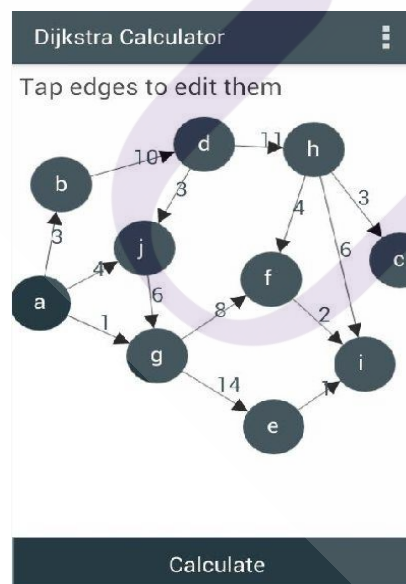 Dijkstra Calculator
Tap edges to edit them
d
11
h
10
b
3
3
j
4
3
6
c
4
f
a
6
8
2
1
g
i
14
1
e
Calculate